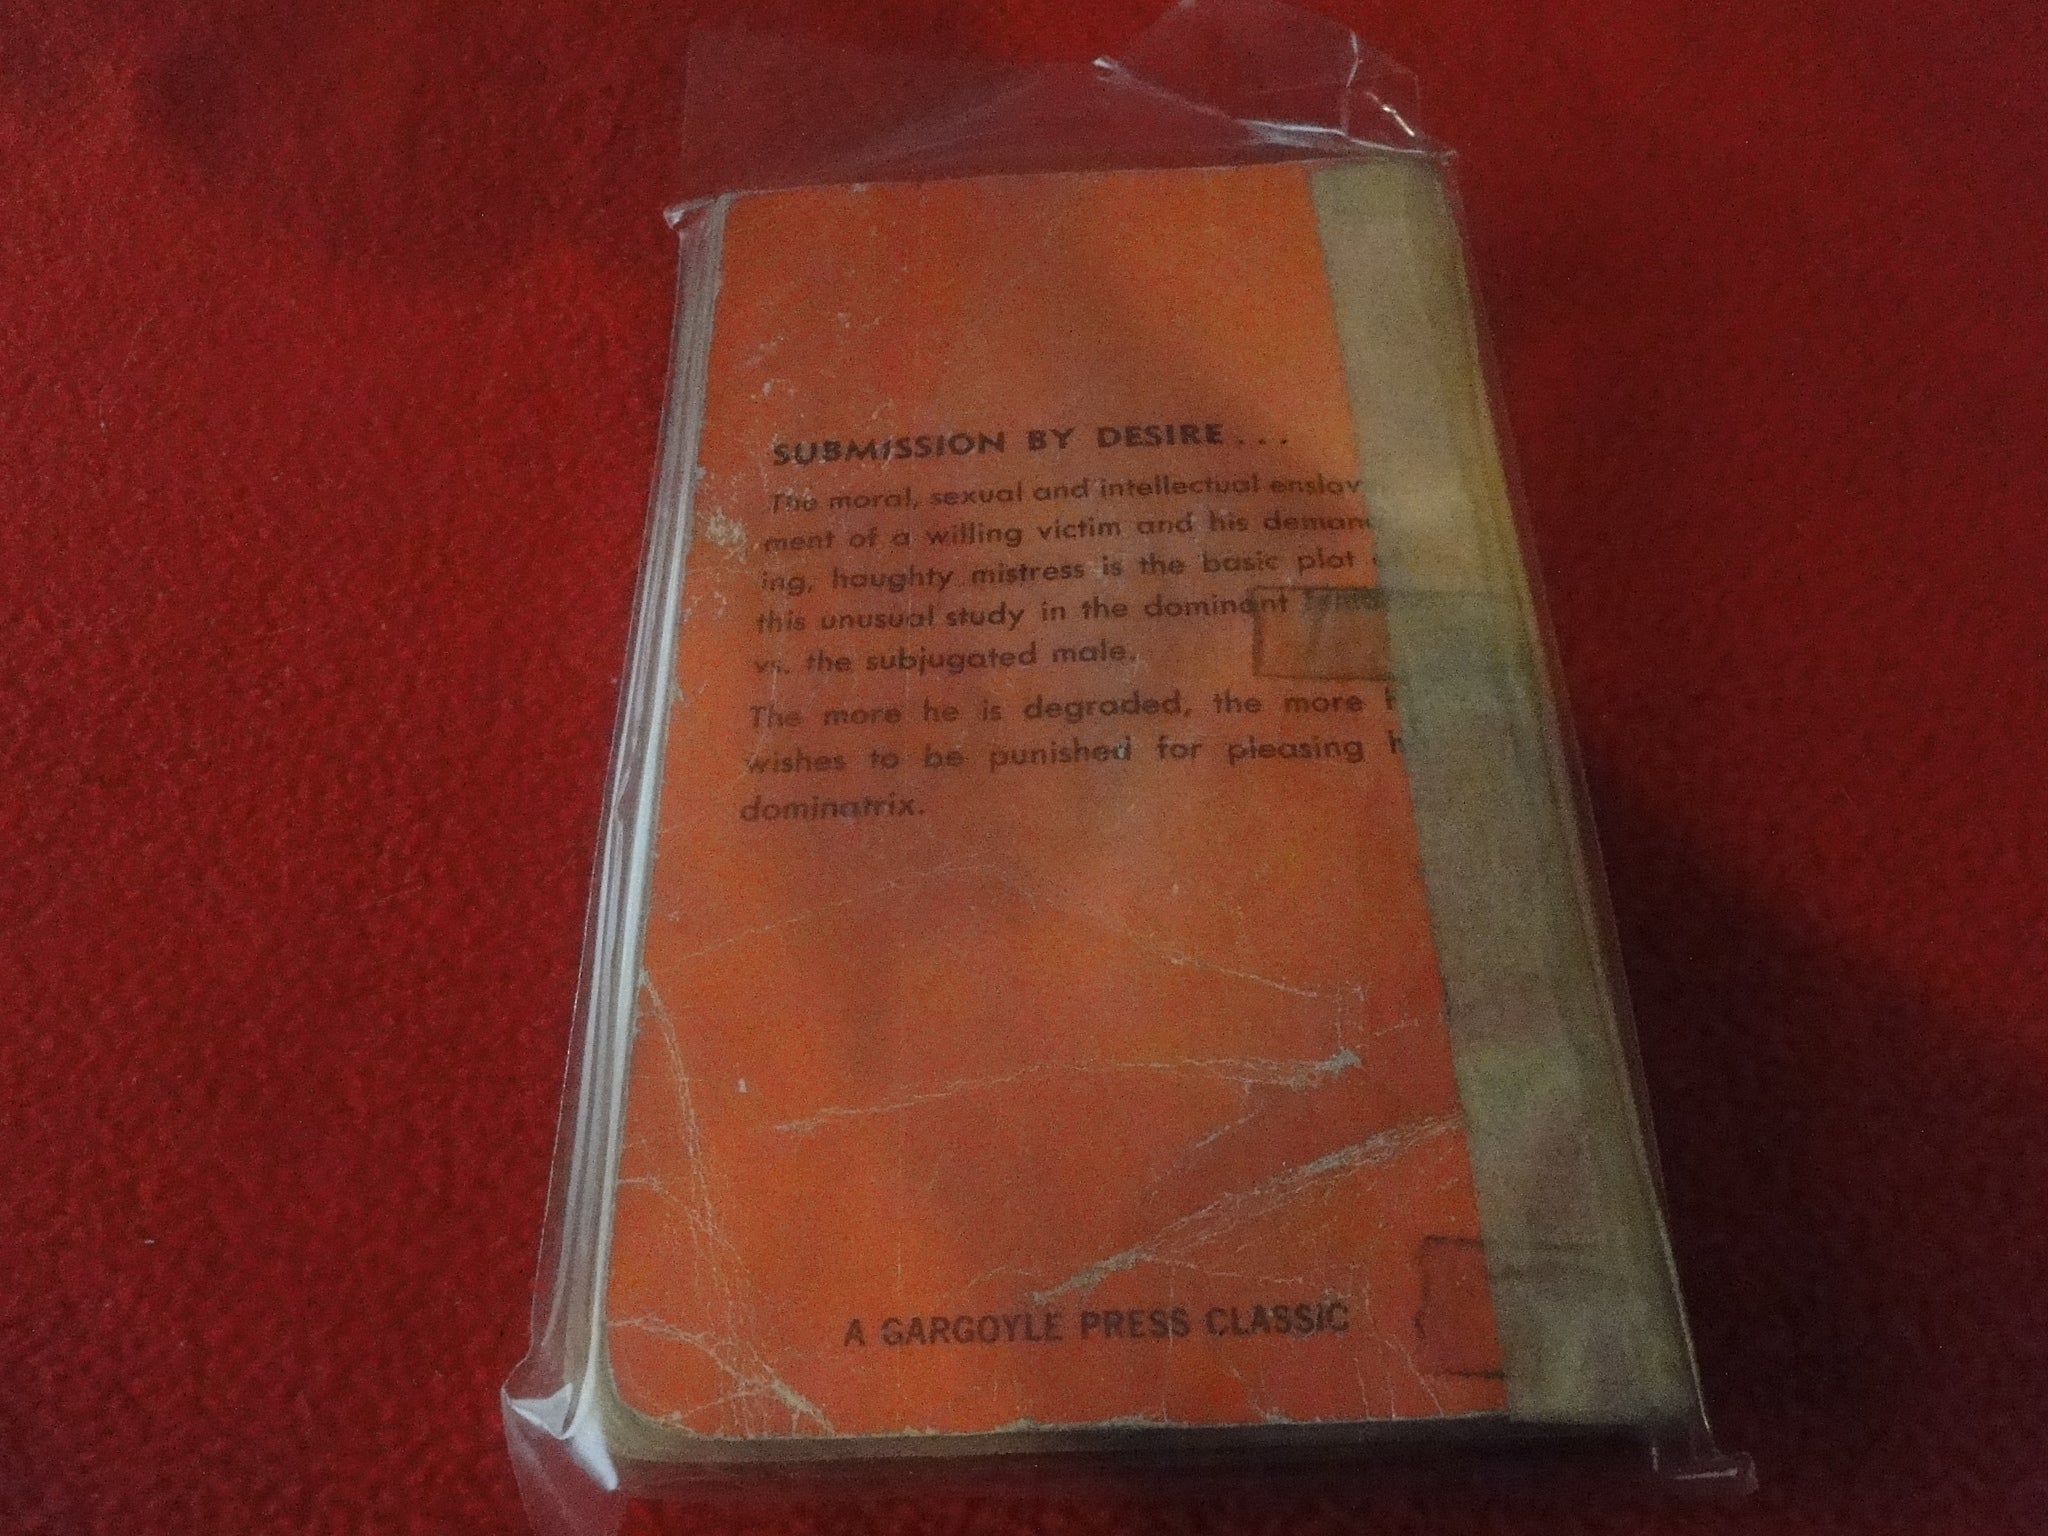 SUBMISSION BY DESIRE...
The moral, sexual and intellectual enslav
ment of a willing victim and his demand
ing, haughty mistress is the basic plot
this unusual study in the dominant
vs. the subjugated male.
The more he is degraded, the more
wishes to be punished for pleasing
dominatrix.
A GARGOYLE PRESS CLASSIC